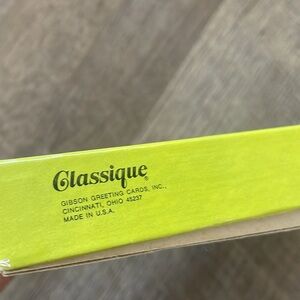 Classique®
GIBSON GREETING CARDS, INC.,
CINCINNATI, OHIO 45237
MADE IN U.S.A.